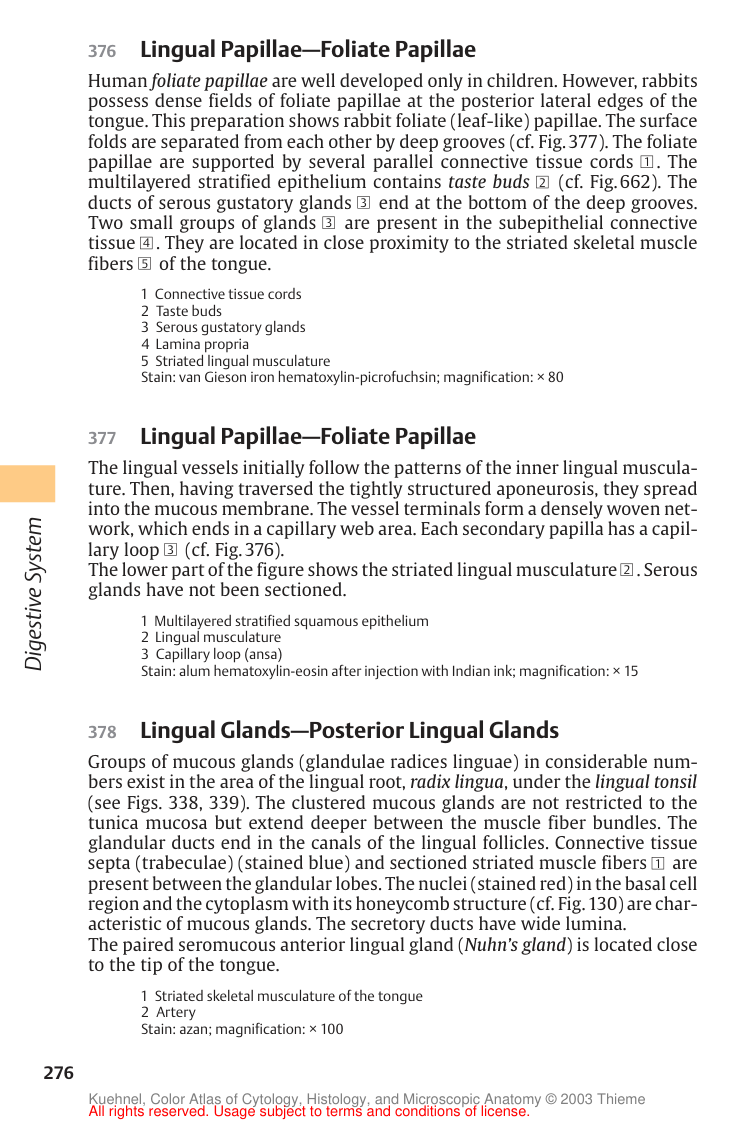 376 Lingual Papillae—Foliate Papillae
Human foliate papillae are well developed only in children. However, rabbits
possess dense fields of foliate papillae at the posterior lateral edges of the
tongue. This preparation shows rabbit foliate (leaf-like) papillae. The surface
folds are separated from each other by deep grooves (cf. Fig. 377). The foliate
papillae are supported by several parallel connective tissue cords 1. The
multilayered stratified epithelium contains taste buds 2 (cf. Fig. 662). The
ducts of serous gustatory glands 3 end at the bottom of the deep grooves.
Two small groups of glands 3 are present in the subepithelial connective
tissue 4. They are located in close proximity to the striated skeletal muscle
fibers 5 of the tongue.
1 Connective tissue cords
2 Taste buds
3 Serous gustatory glands
4 Lamina propria
5 Striated lingual musculature
Stain: van Gieson iron hematoxylin-picrofuchsin; magnification: × 80
377 Lingual Papillae—Foliate Papillae
The lingual vessels initially follow the patterns of the inner lingual muscula-
ture. Then, having traversed the tightly structured aponeurosis, they spread
into the mucous membrane. The vessel terminals form a densely woven net-
work, which ends in a capillary web area. Each secondary papilla has a capil-
lary loop 3 (cf. Fig. 376).
The lower part of the figure shows the striated lingual musculature 2. Serous
glands have not been sectioned.
1 Multilayered stratified squamous epithelium
2 Lingual musculature
3 Capillary loop (ansa)
Stain: alum hematoxylin-eosin after injection with Indian ink; magnification: × 15
378 Lingual Glands—Posterior Lingual Glands
Groups of mucous glands (glandulae radices linguae) in considerable num-
bers exist in the area of the lingual root, radix lingua, under the lingual tonsil
(see Figs. 338, 339). The clustered mucous glands are not restricted to the
tunica mucosa but extend deeper between the muscle fiber bundles. The
glandular ducts end in the canals of the lingual follicles. Connective tissue
septa (trabeculae) (stained blue) and sectioned striated muscle fibers 1 are
present between the glandular lobes. The nuclei (stained red) in the basal cell
region and the cytoplasm with its honeycomb structure (cf. Fig. 130) are char-
acteristic of mucous glands. The secretory ducts have wide lumina.
The paired seromucous anterior lingual gland (Nuhn's gland) is located close
to the tip of the tongue.
1 Striated skeletal musculature of the tongue
2 Artery
Stain: azan; magnification: × 100
Digestive System
276
Kuehnel, Color Atlas of Cytology, Histology, and Microscopic Anatomy © 2003 Thieme
All rights reserved. Usage subject to terms and conditions of license.